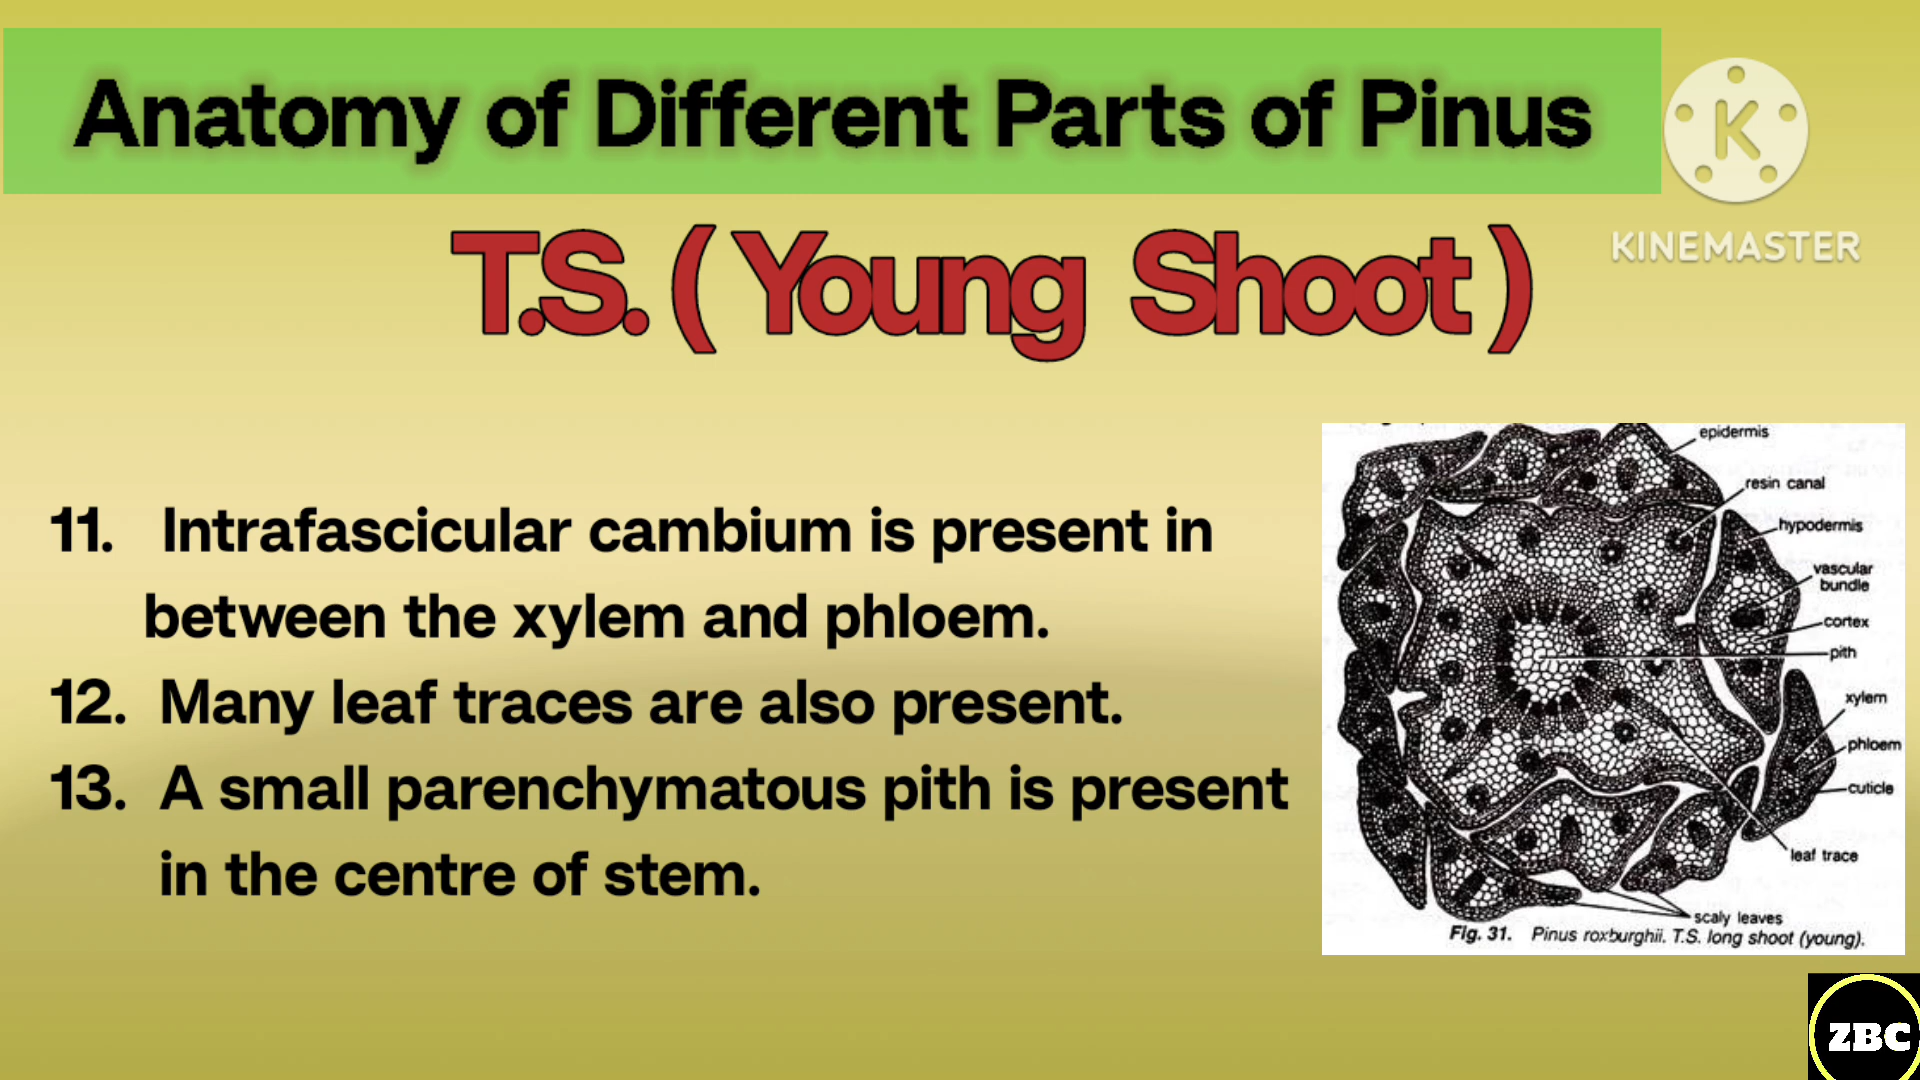 Anatomy of Different Parts of Pinus
KINEMASTER
T.S. ( Young Shoot )
11. Intrafascicular cambium is present in
between the xylem and phloem.
12. Many leaf traces are also present.
13. A small parenchymatous pith is present
in the centre of stem.
epidermis
resin canal
hypodermis
vascular
bundle
cortex
pith
xylem
phloem
cuticle
leaf trace
scaly leaves
Fig. 31. Pinus roxburghii. T.S. long shoot (young).
ZBC